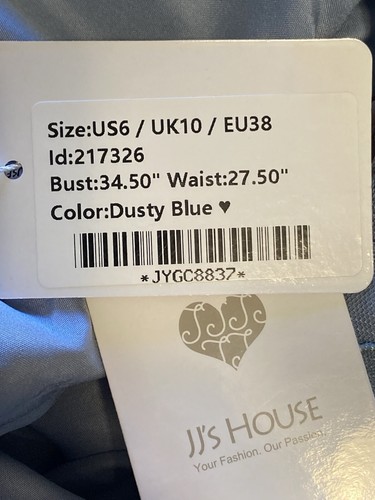 Size:US6 / UK10 / EU38
Id:217326
Bust:34.50" Waist:27.50"
Color:Dusty Blue ♥
*JYGC8837*
JJ's HOUSE
Your Fashion. Our Passion.